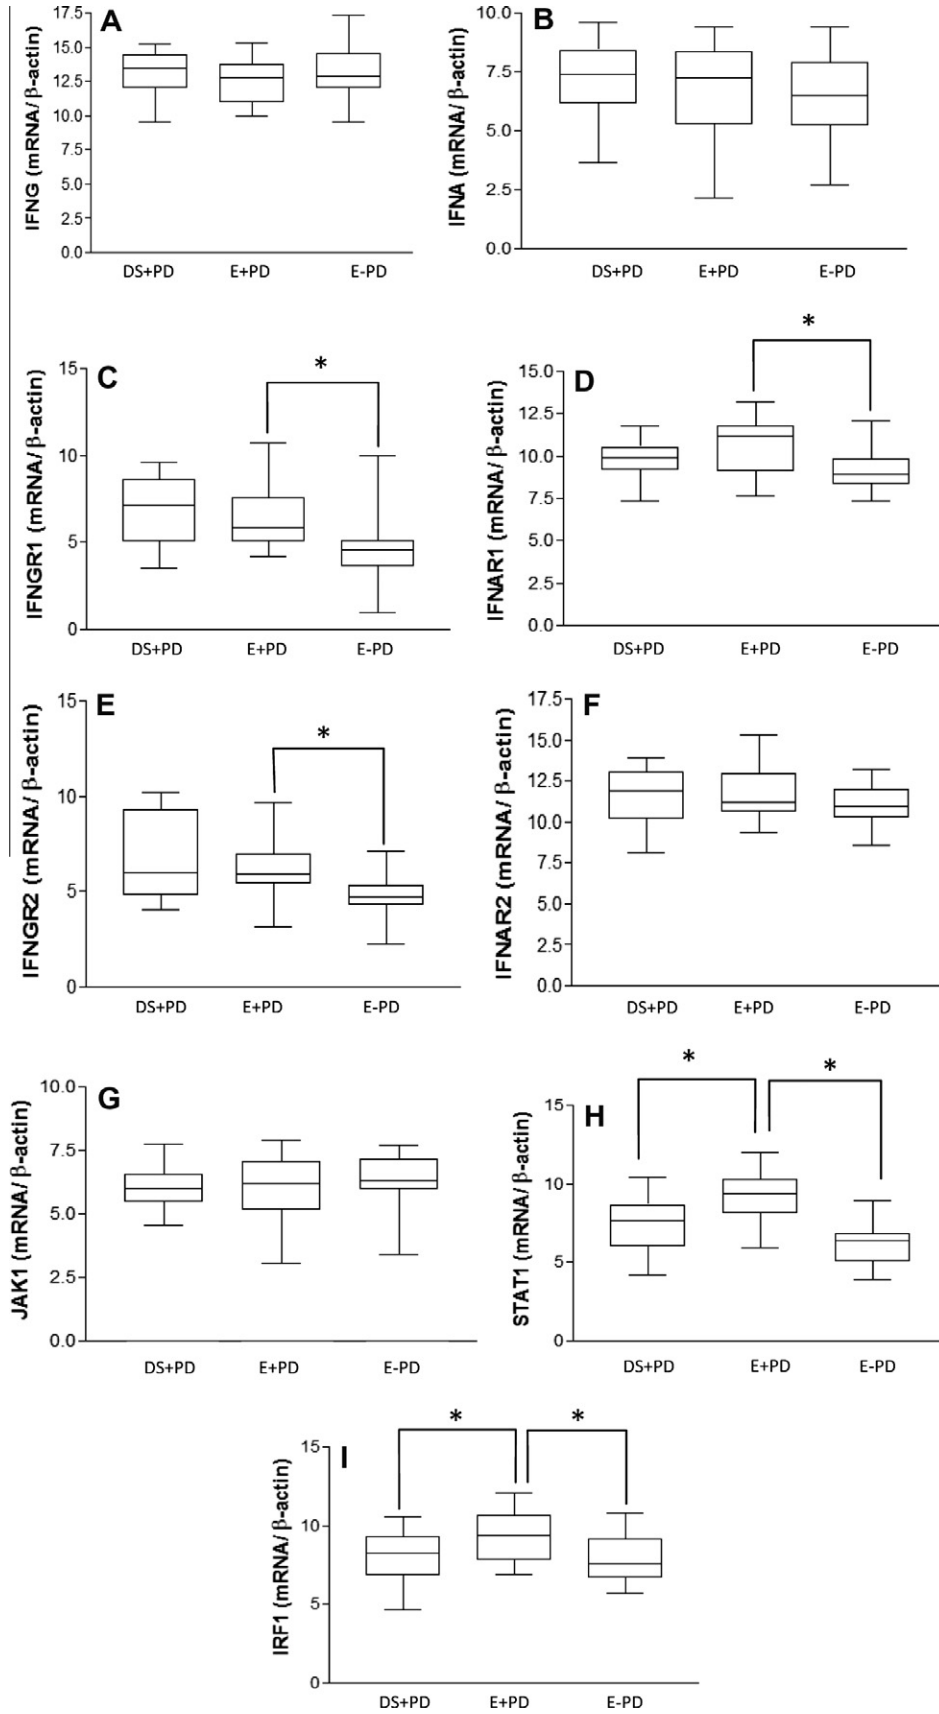 A
IFNG (mRNA/ β-actin)
17.5
15.0
12.5
10.0
7.5
5.0
2.5
0.0
DS+PD E+PD E-PD
B
IFNA (mRNA/ β-actin)
10.0
7.5
5.0
2.5
0.0
DS+PD E+PD E-PD
C
IFNGR1 (mRNA/ β-actin)
15
10
5
0
*
DS+PD E+PD E-PD
D
IFNAR1 (mRNA/ β-actin)
15.0
12.5
10.0
7.5
5.0
2.5
0.0
*
DS+PD E+PD E-PD
E
IFNGR2 (mRNA/ β-actin)
15
10
5
0
*
DS+PD E+PD E-PD
F
IFNAR2 (mRNA/ β-actin)
17.5
15.0
12.5
10.0
7.5
5.0
2.5
0.0
DS+PD E+PD E-PD
G
JAK1 (mRNA/ β-actin)
10.0
7.5
5.0
2.5
0.0
DS+PD E+PD E-PD
H
STAT1 (mRNA/ β-actin)
15
10
5
0
* *
DS+PD E+PD E-PD
I
IRF1 (mRNA/ β-actin)
15
10
5
0
* *
DS+PD E+PD E-PD